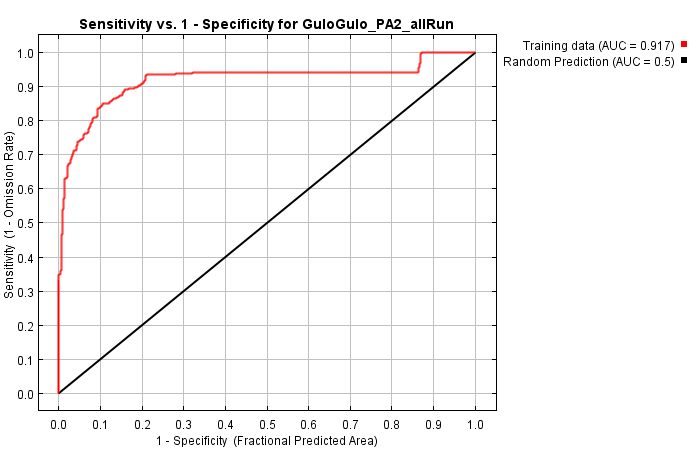 Sensitivity vs. 1 - Specificity for GuloGulo_PA2_allRun
Training data (AUC = 0.917)
Random Prediction (AUC = 0.5)
Sensitivity (1 - Omission Rate)
1.0
0.9
0.8
0.7
0.6
0.5
0.4
0.3
0.2
0.1
0.0
0.0 0.1 0.2 0.3 0.4 0.5 0.6 0.7 0.8 0.9 1.0
1 - Specificity (Fractional Predicted Area)